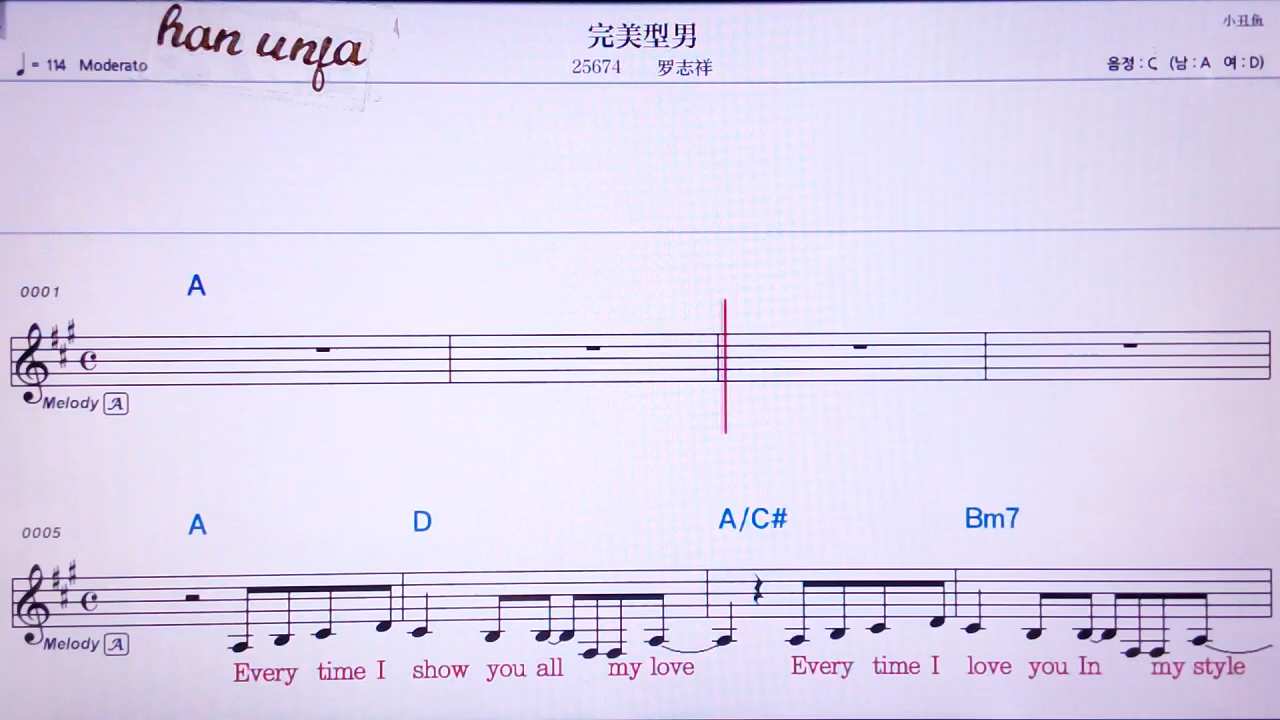 han unfa
完美型男
小丑鱼
♩= 114 Moderato
25674 罗志祥
음정 : C (남 : A 여 : D)
0001
A
Melody A
0005
A D A/C# Bm7
Melody A
Every time I show you all my love Every time I love you In my style